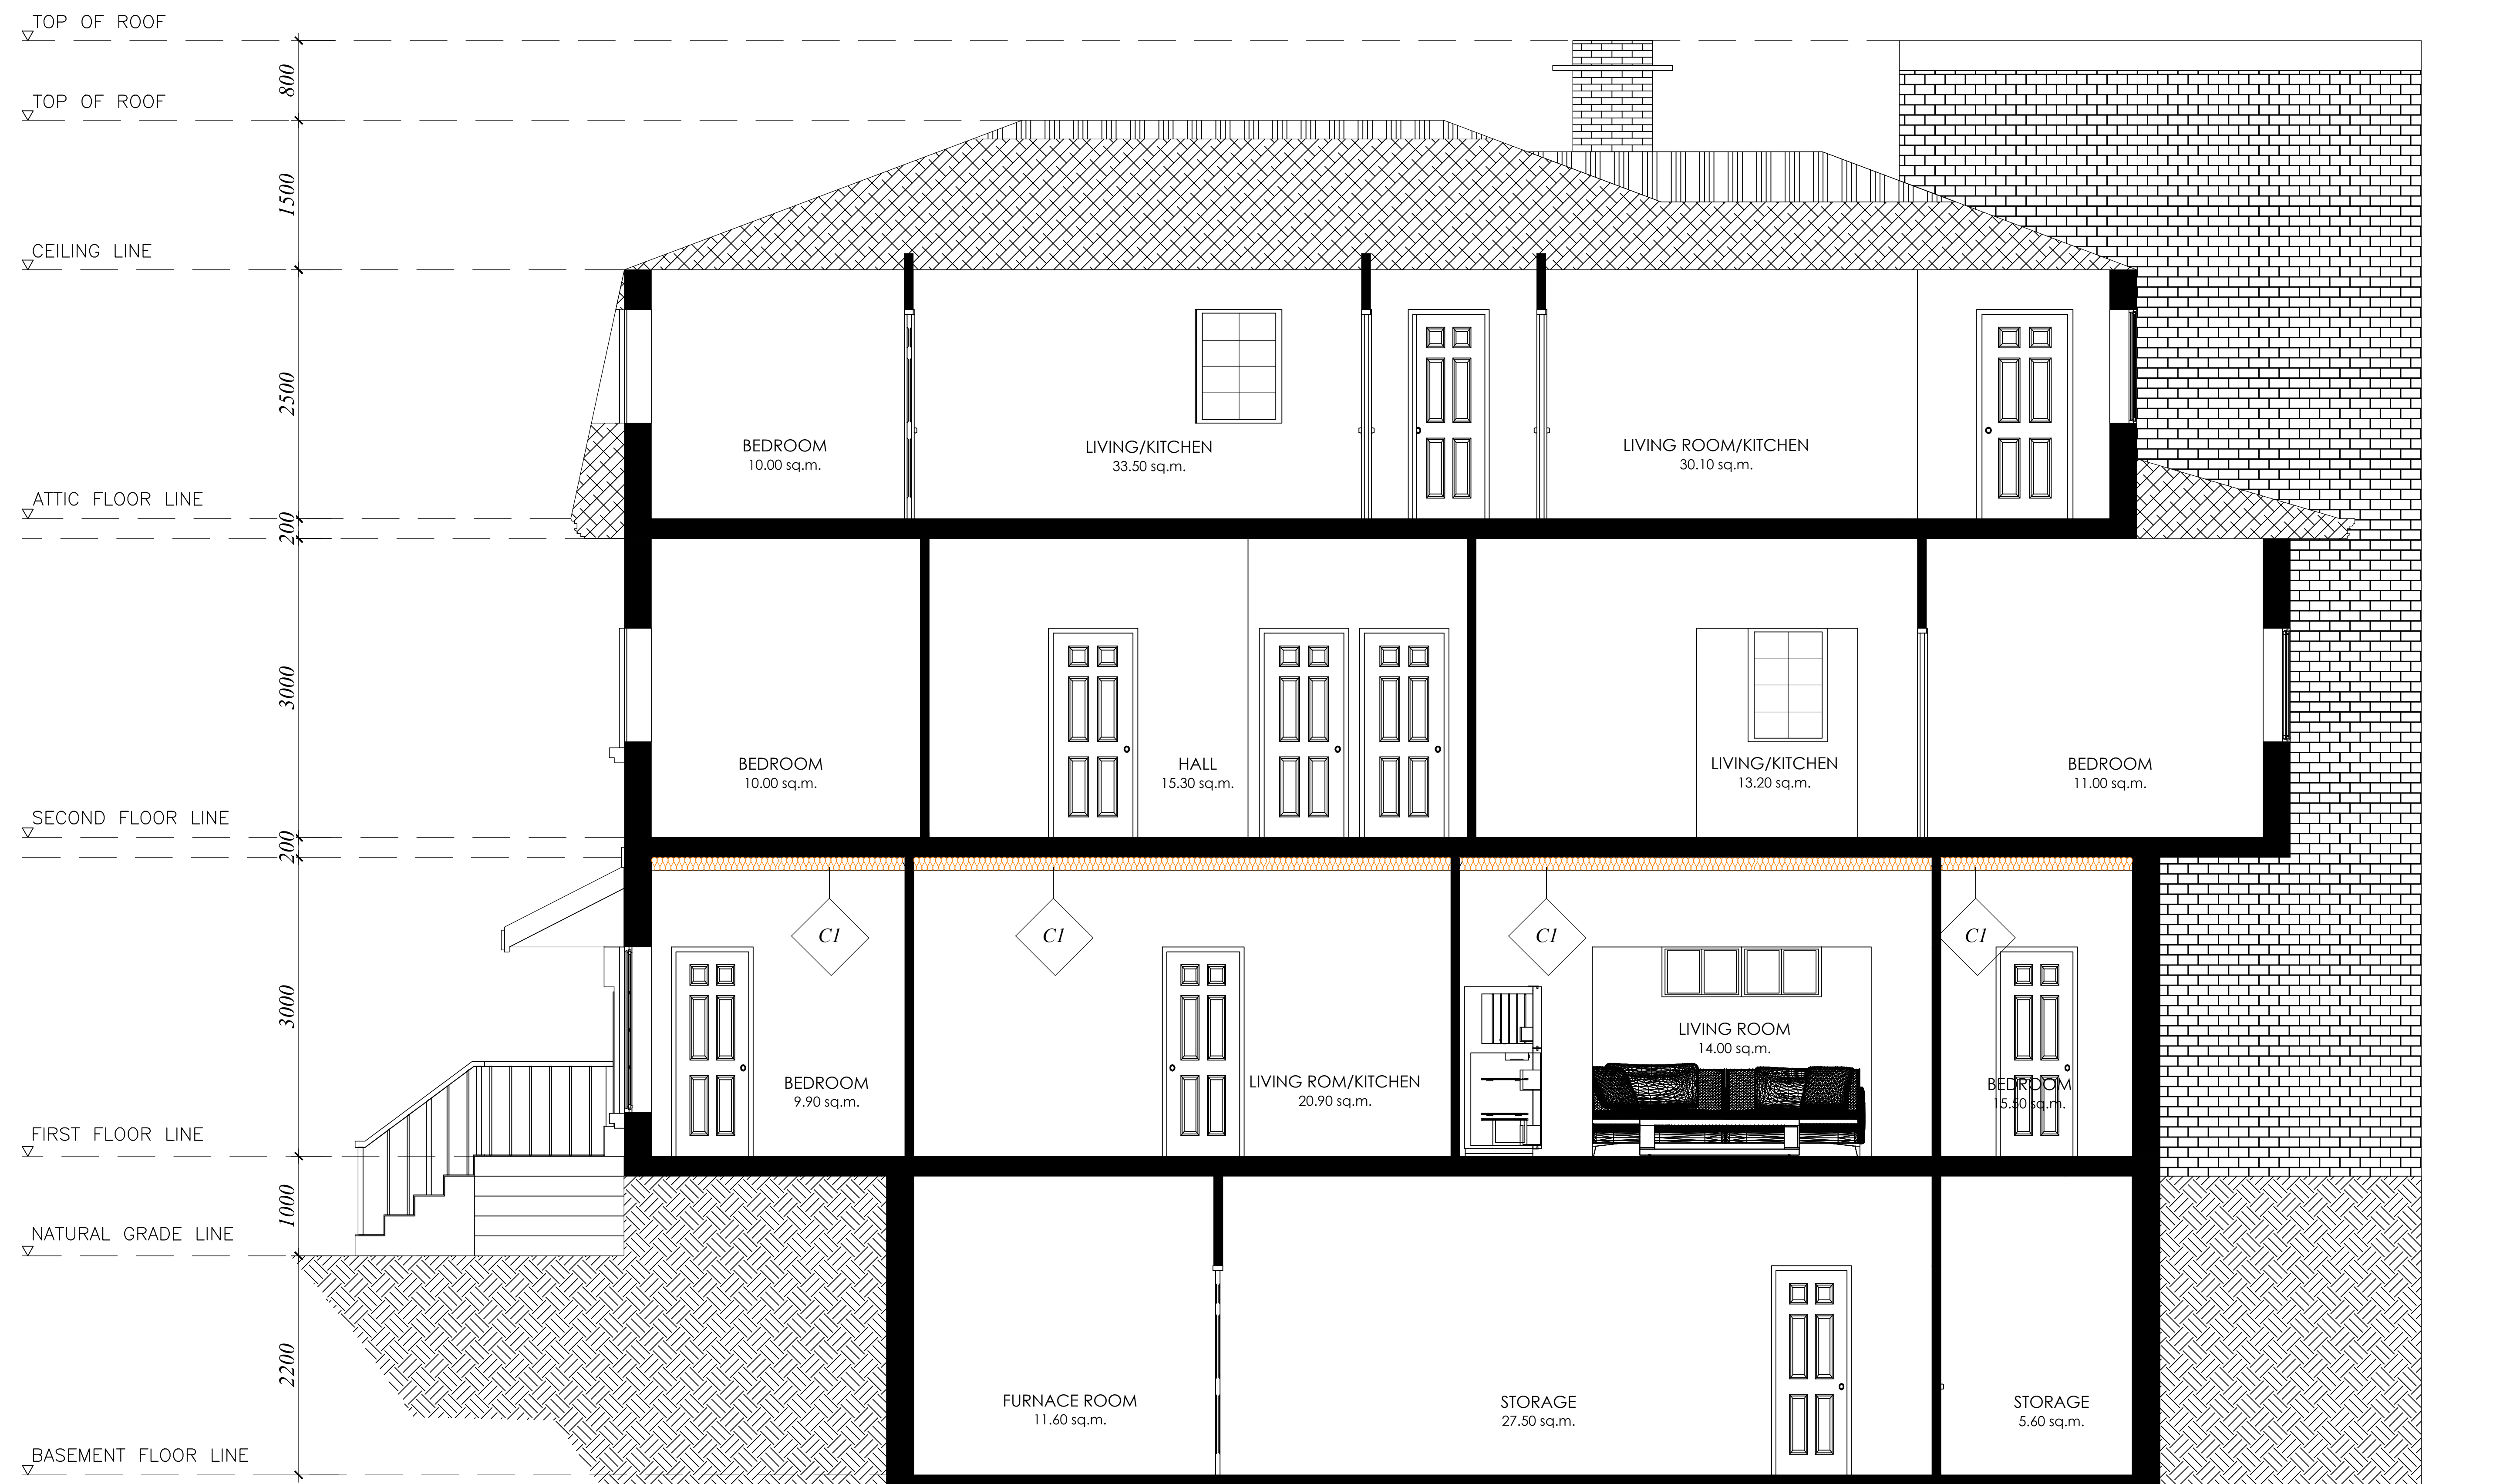 TOP OF ROOF
800
TOP OF ROOF
1500
CEILING LINE
2500
BEDROOM
10.00 sq.m.
LIVING/KITCHEN
33.50 sq.m.
LIVING ROOM/KITCHEN
30.10 sq.m.
ATTIC FLOOR LINE
200
3000
BEDROOM
10.00 sq.m.
HALL
15.30 sq.m.
LIVING/KITCHEN
13.20 sq.m.
BEDROOM
11.00 sq.m.
SECOND FLOOR LINE
200
C1
C1
C1
C1
3000
LIVING ROOM
14.00 sq.m.
BEDROOM
9.90 sq.m.
LIVING ROM/KITCHEN
20.90 sq.m.
BEDROOM
15.50 sq.m.
FIRST FLOOR LINE
1000
NATURAL GRADE LINE
2200
FURNACE ROOM
11.60 sq.m.
STORAGE
27.50 sq.m.
STORAGE
5.60 sq.m.
BASEMENT FLOOR LINE